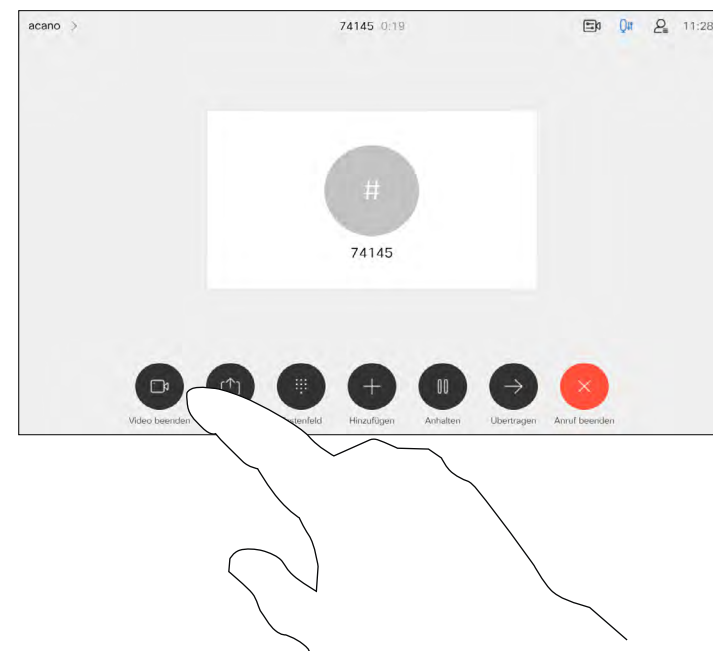 acano >
74145 0:19
11:28
#
74145
Video beenden
Hinzufügen
Anhalten
Übertragen
Anruf beenden